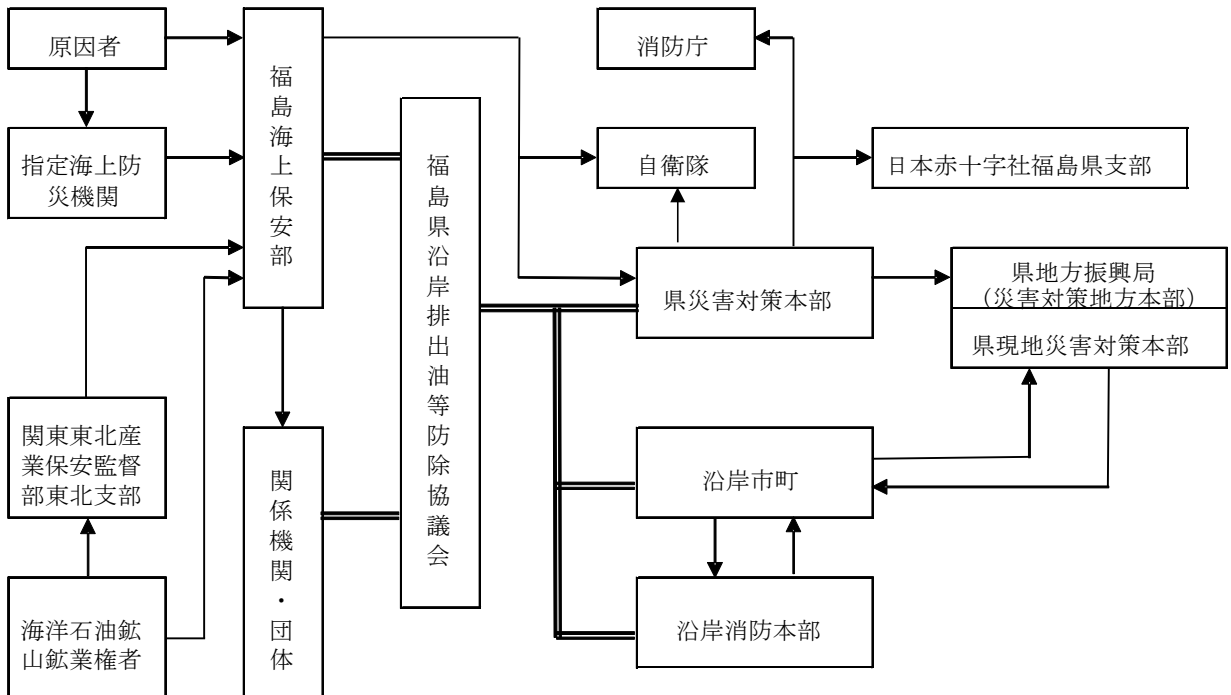 原因者
指定海上防
災機関
関東東北産
業保安監督
部東北支部
海洋石油鉱
山鉱業権者
福島海上保安部
関係機関・団体
福島県沿岸排出油等防除協議会
消防庁
自衛隊
日本赤十字社福島県支部
県災害対策本部
県地方振興局
（災害対策地方本部）
県現地災害対策本部
沿岸市町
沿岸消防本部